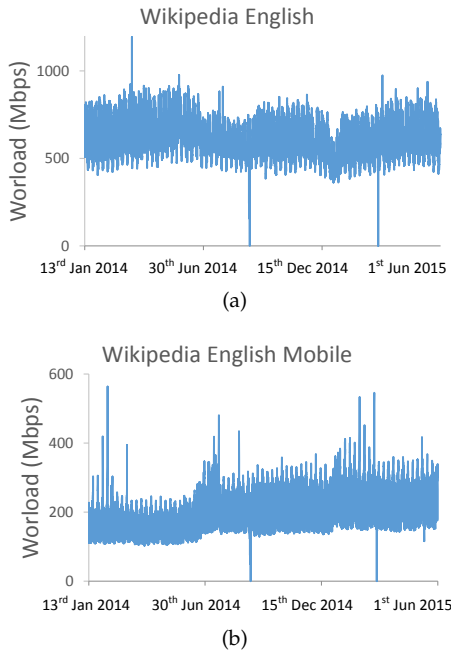 Wikipedia English
Worload (Mbps)
1000
500
0
13rd Jan 2014 30th Jun 2014 15th Dec 2014 1st Jun 2015
(a)
Wikipedia English Mobile
Worload (Mbps)
600
400
200
0
13rd Jan 2014 30th Jun 2014 15th Dec 2014 1st Jun 2015
(b)